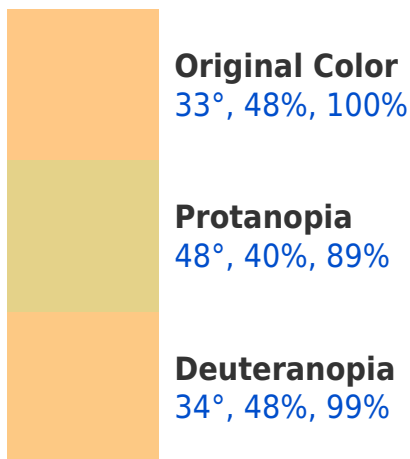 Original Color
33°, 48%, 100%
Protanopia
48°, 40%, 89%
Deuteranopia
34°, 48%, 99%